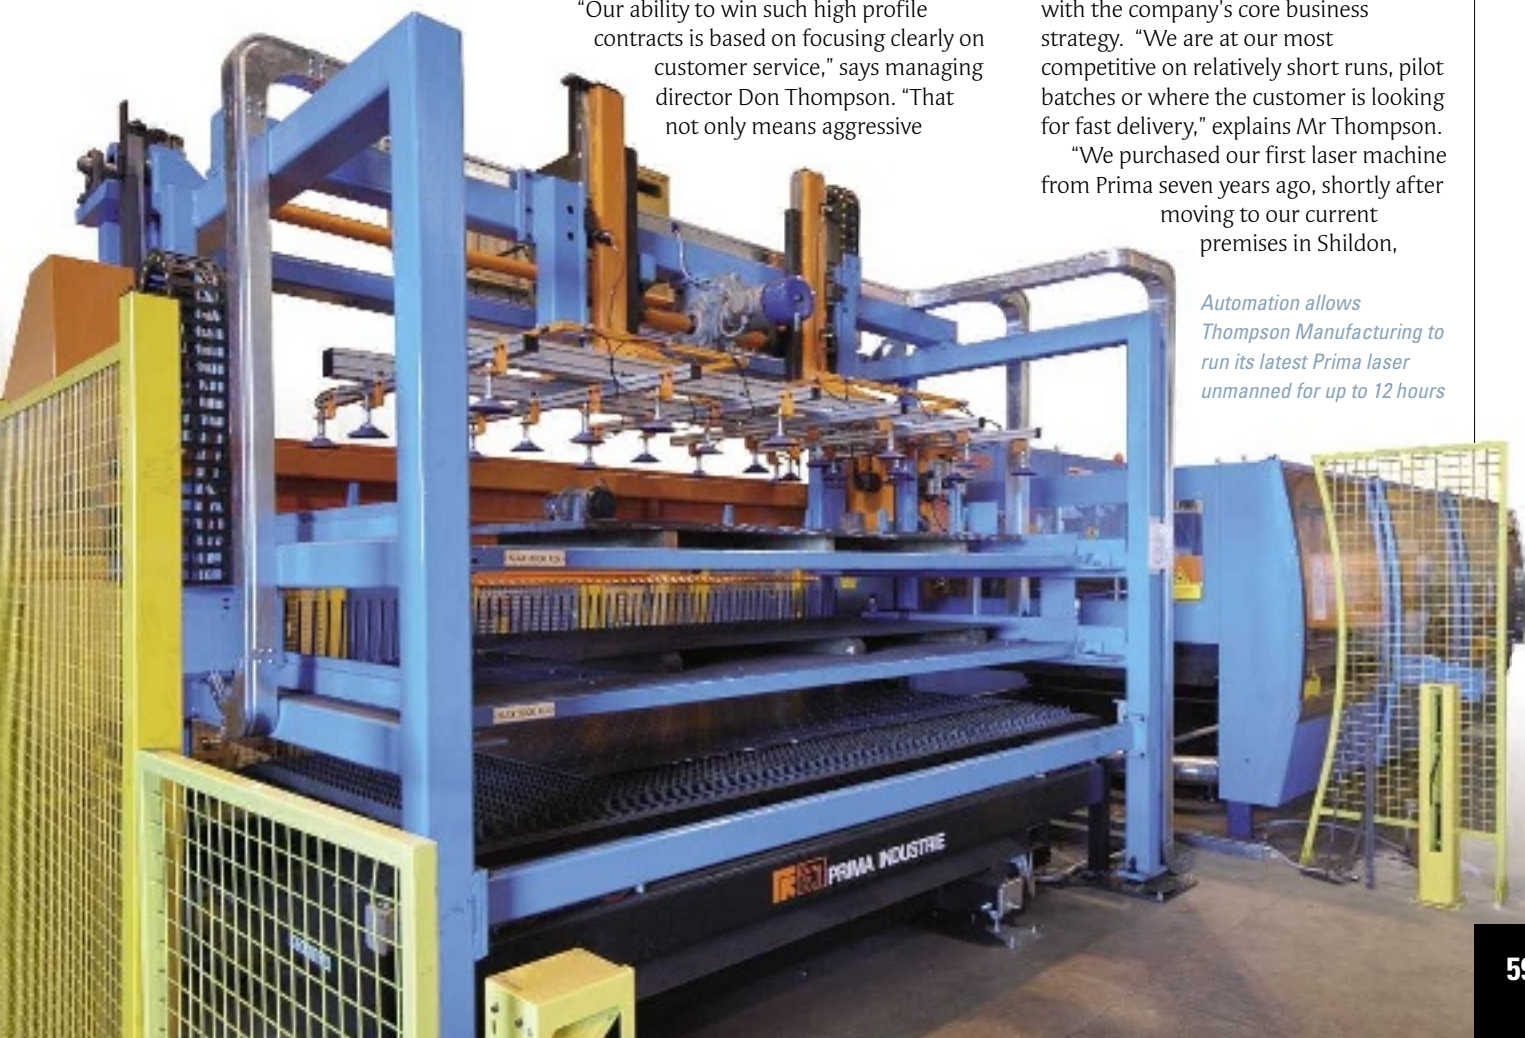 “Our ability to win such high profile
contracts is based on focusing clearly on
customer service,” says managing
director Don Thompson. “That
not only means aggressive
with the company’s core business
strategy. “We are at our most
competitive on relatively short runs, pilot
batches or where the customer is looking
for fast delivery,” explains Mr Thompson.
“We purchased our first laser machine
from Prima seven years ago, shortly after
moving to our current
premises in Shildon,
Automation allows
Thompson Manufacturing to
run its latest Prima laser
unmanned for up to 12 hours
PRIMA INDUSTRIE